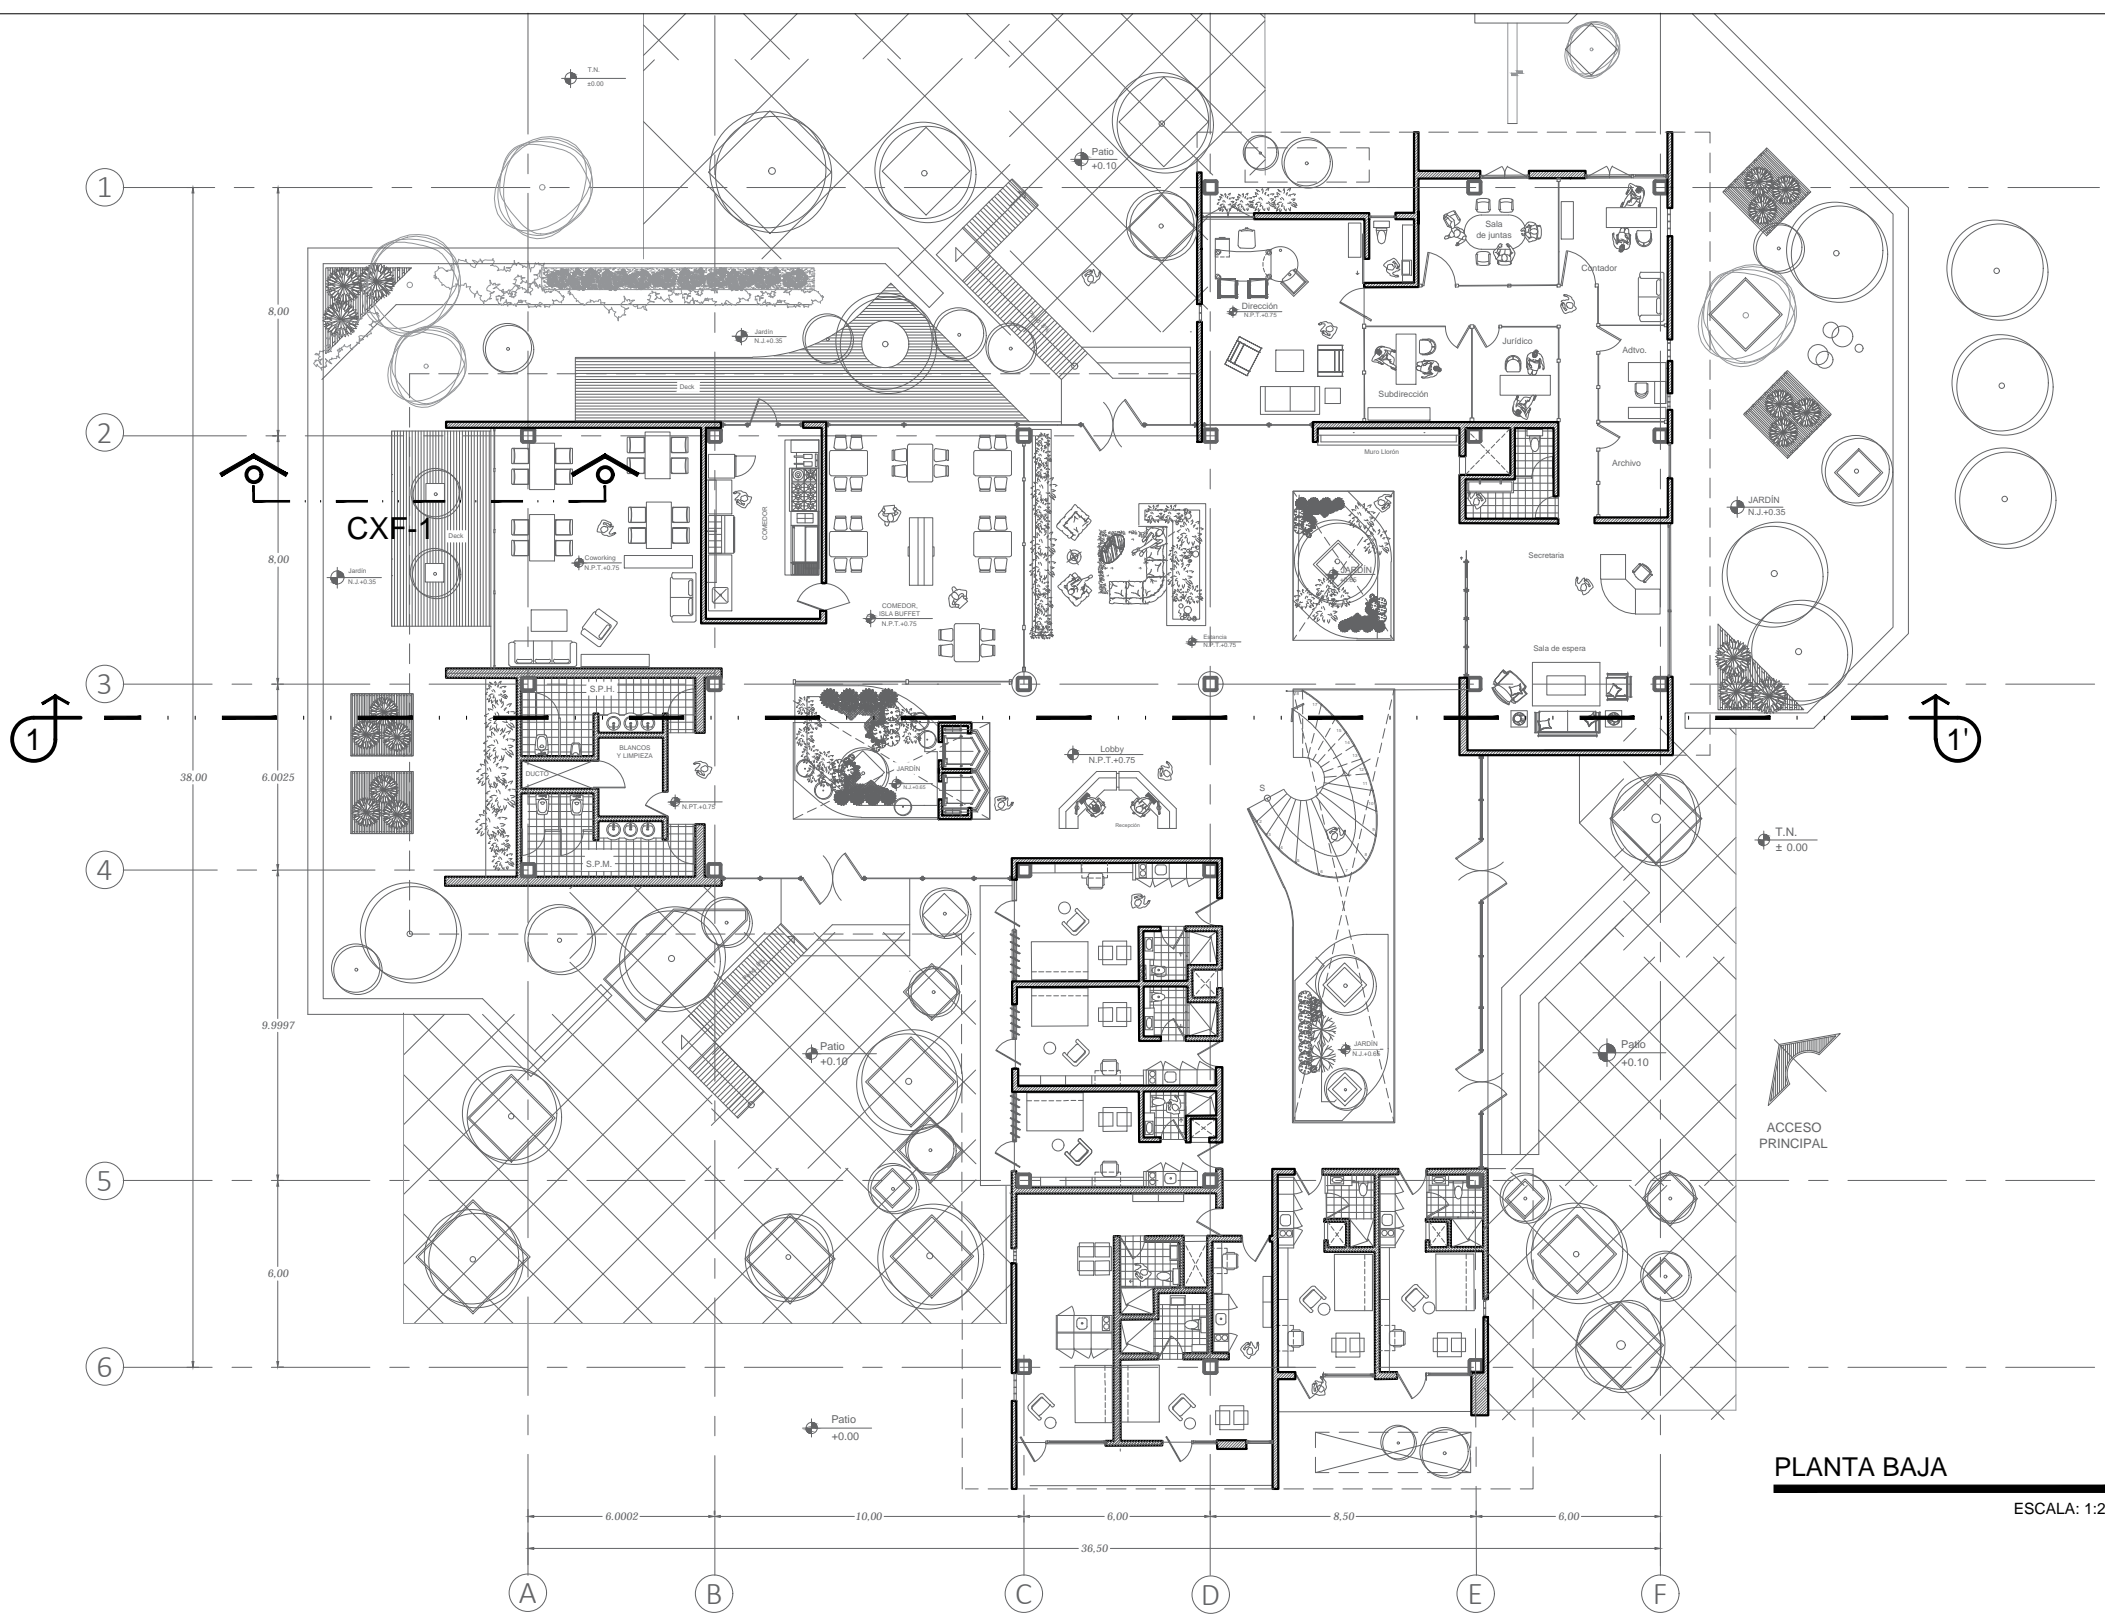 T.N.
±0.00
Patio
+0.10
1
Sala
de juntas
Contador
Dirección
N.P.T.+0.75
8,00
Jardín
N.J.+0.35
Jurídico
Adtvo.
Deck
Subdirección
2
Muro Llorón
Archivo
CXF-1
Deck
COMEDOR
JARDÍN
N.J.+0.35
Coworking
N.P.T.+0.75
Secretaria
8,00
Jardín
N.J.+0.35
JARDÍN
COMEDOR,
ISLA BUFFET
N.P.T.+0.75
Estancia
N.P.T.+0.75
Sala de espera
3
S.P.H.
1
1'
BLANCOS
Y LIMPIEZA
Lobby
N.P.T.+0.75
38,00
6.0025
DUCTO
JARDÍN
N.J.+0.65
S
N.P.T.+0.75
Recepción
T.N.
± 0.00
S.P.M.
4
9.9997
Patio
+0.10
JARDÍN
N.J.+0.65
Patio
+0.10
ACCESO
PRINCIPAL
5
6,00
6
Patio
+0.00
PLANTA BAJA
ESCALA: 1:2
6.0002
10,00
6,00
8,50
6,00
36,50
A
B
C
D
E
F